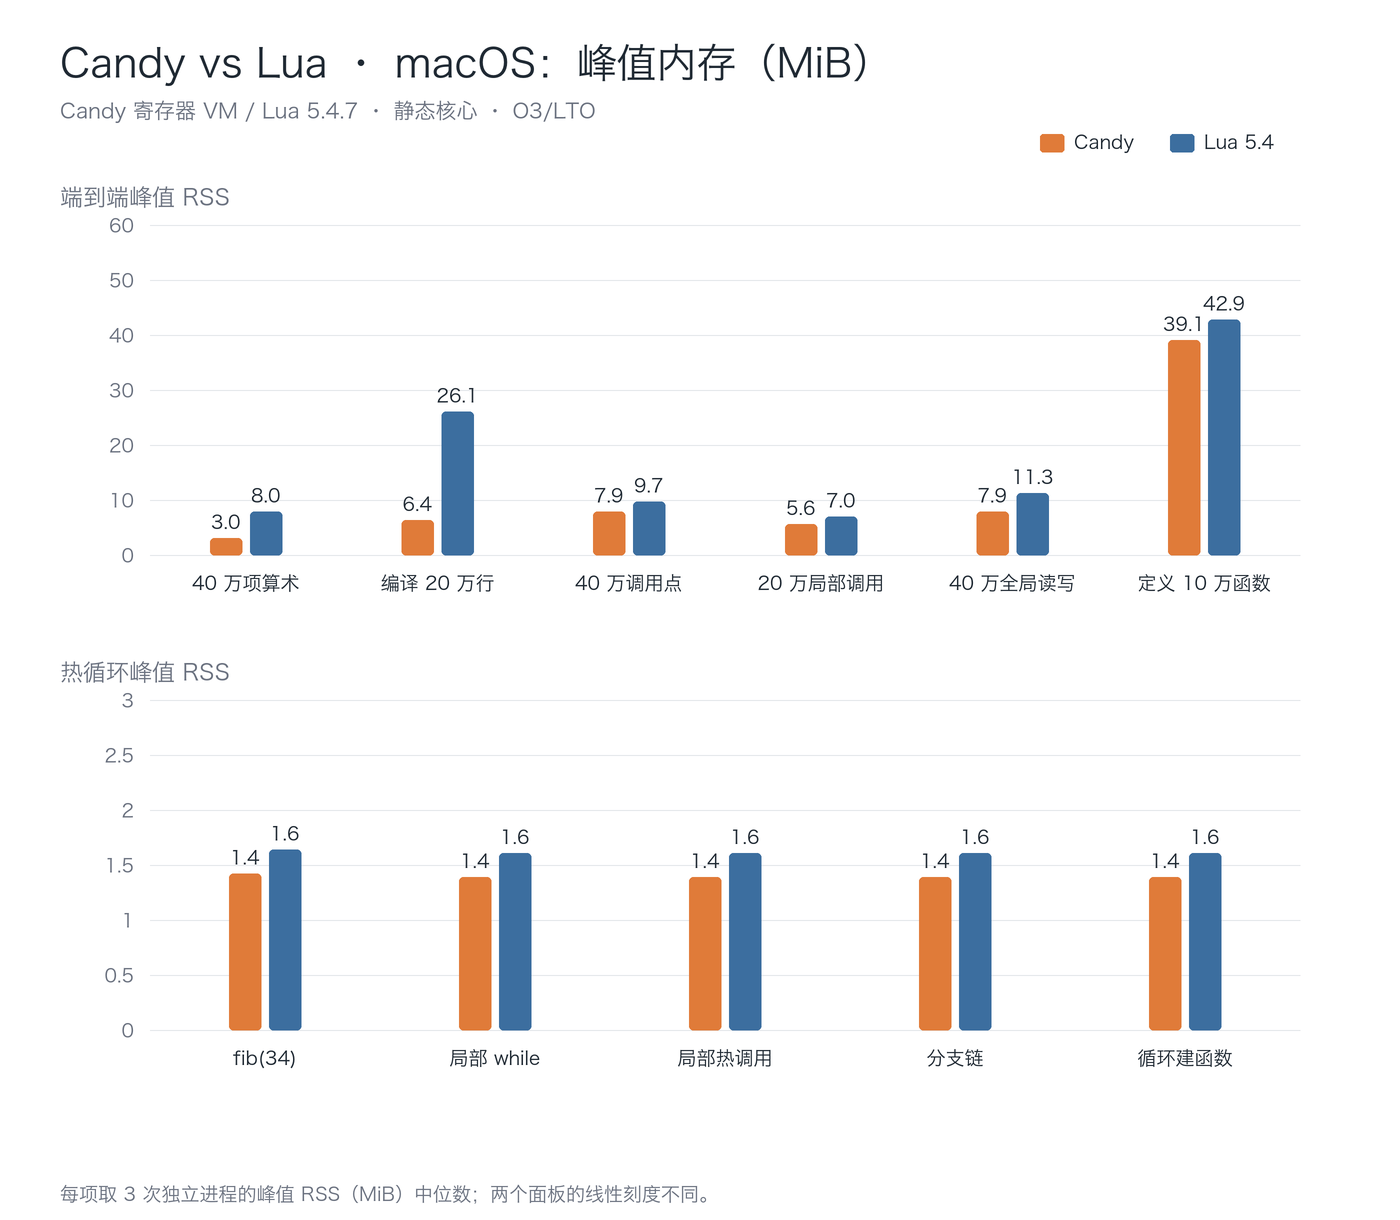 Candy vs Lua · macOS：峰值内存（MiB）
Candy 寄存器 VM / Lua 5.4.7 · 静态核心 · O3/LTO
Candy Lua 5.4
端到端峰值 RSS
60
50
40
30
20
10
0
3.0 8.0 6.4 26.1 7.9 9.7 5.6 7.0 7.9 11.3 39.1 42.9
40 万项算术 编译 20 万行 40 万调用点 20 万局部调用 40 万全局读写 定义 10 万函数
热循环峰值 RSS
3
2.5
2
1.5
1
0.5
0
1.4 1.6 1.4 1.6 1.4 1.6 1.4 1.6 1.4 1.6
fib(34) 局部 while 局部热调用 分支链 循环建函数
每项取 3 次独立进程的峰值 RSS（MiB）中位数；两个面板的线性刻度不同。